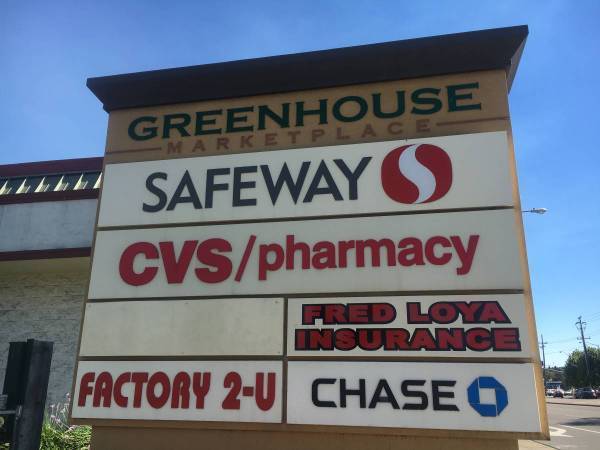 GREENHOUSE
MARKETPLACE
SAFEWAY
CVS/pharmacy
FRED LOYA
INSURANCE
FACTORY 2-U
CHASE